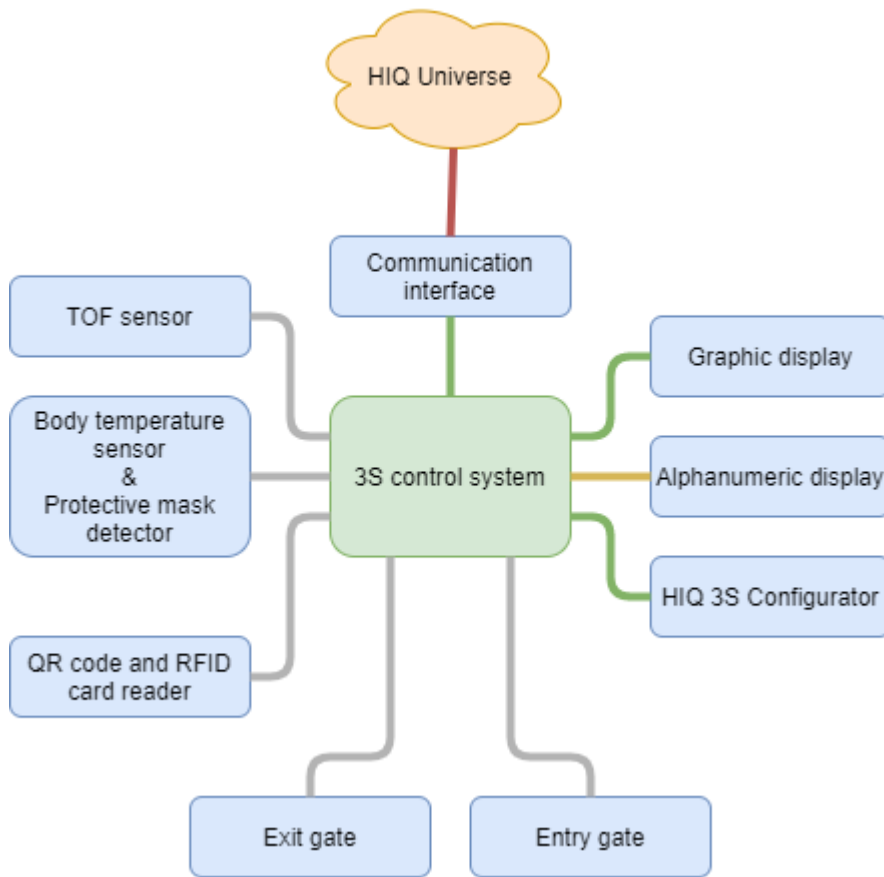 HIQ Universe
Communication
interface
TOF sensor
Graphic display
Body temperature
sensor
&
Protective mask
detector
3S control system
Alphanumeric display
HIQ 3S Configurator
QR code and RFID
card reader
Exit gate
Entry gate